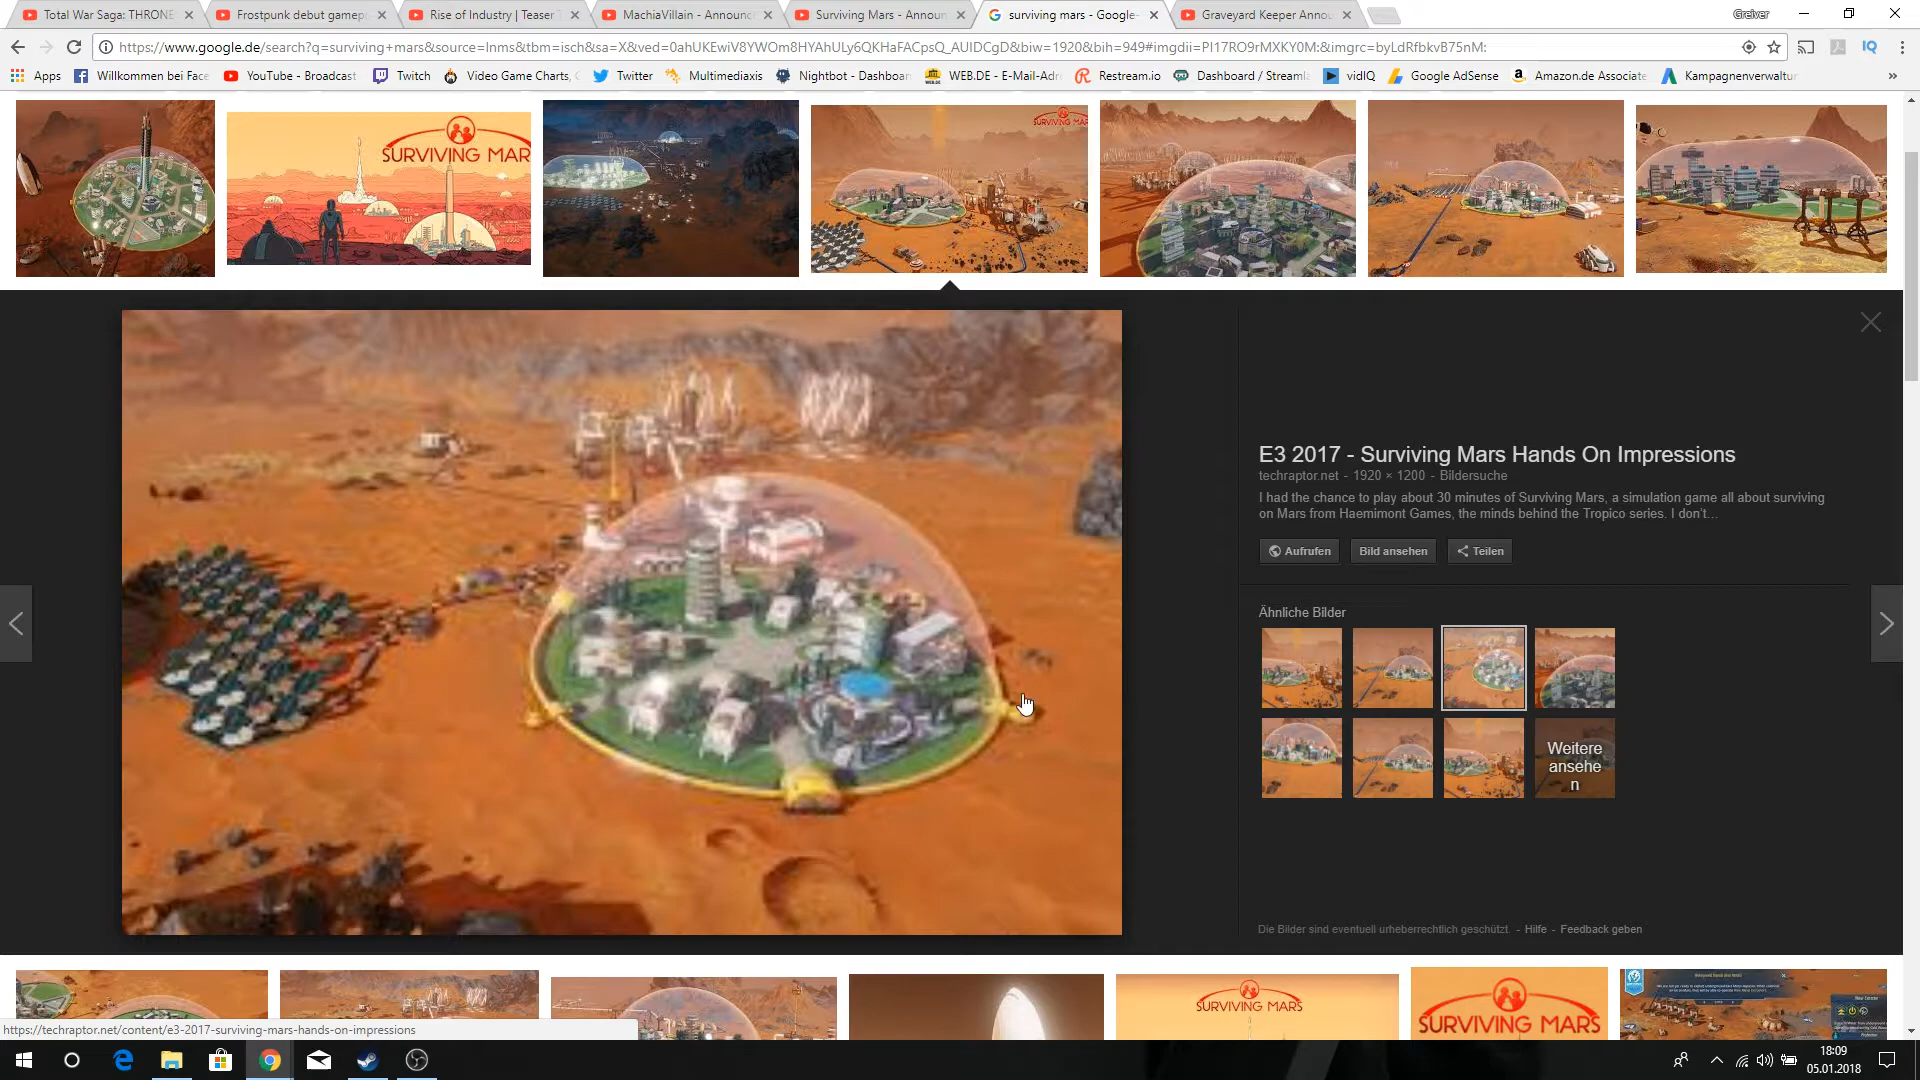 Total War Saga: THRONE
Frostpunk debut gamepl
Rise of Industry | Teaser T
MachiaVillain - Announc
Surviving Mars - Announ
surviving mars - Google-
Graveyard Keeper Annou
Greiver
https://www.google.de/search?q=surviving+mars&source=lnms&tbm=isch&sa=X&ved=0ahUKEwiV8YWOm8HYAhULy6QKHaFACpsQ_AUIDCgD&biw=1920&bih=949#imgdii=PI17RO9rMXKY0M:&imgrc=byLdRfbkvB75nM:
Apps
Willkommen bei Face
YouTube - Broadcast
Twitch
Video Game Charts, G
Twitter
Multimediaxis
Nightbot - Dashboar
WEB.DE - E-Mail-Adr
Restream.io
Dashboard / Streamla
vidIQ
Google AdSense
Amazon.de Associate
Kampagnenverwaltur
SURVIVING MAR
SURVIVING MAR
E3 2017 - Surviving Mars Hands On Impressions
techraptor.net - 1920 × 1200 - Bildersuche
I had the chance to play about 30 minutes of Surviving Mars, a simulation game all about surviving
on Mars from Haemimont Games, the minds behind the Tropico series. I don't...
Aufrufen
Bild ansehen
Teilen
Ähnliche Bilder
Weitere
ansehe
n
Die Bilder sind eventuell urheberrechtlich geschützt. - Hilfe - Feedback geben
SURVIVING MARS
SURVIVING MARS
https://techraptor.net/content/e3-2017-surviving-mars-hands-on-impressions
18:09
05.01.2018